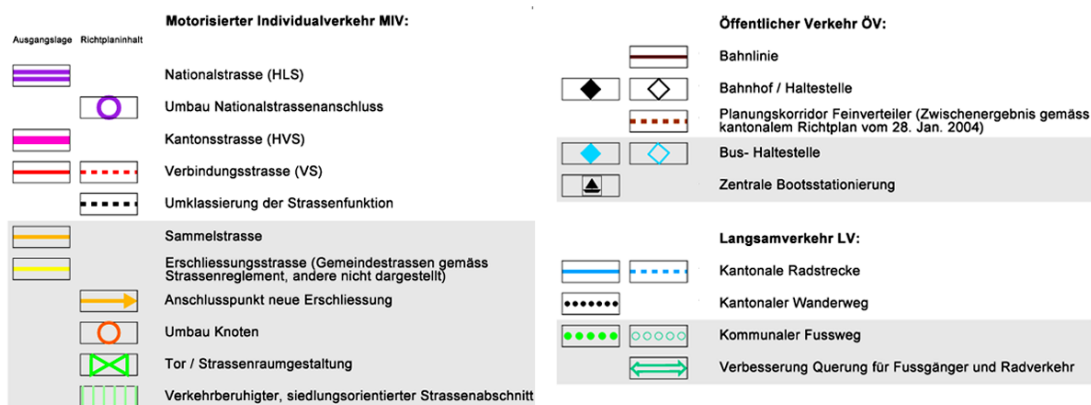 Motorisierter Individualverkehr MIV:
Ausgangslage Richtplaninhalt
Nationalstrasse (HLS)
Umbau Nationalstrassenanschluss
Kantonsstrasse (HVS)
Verbindungsstrasse (VS)
Umklassierung der Strassenfunktion
Sammelstrasse
Erschliessungsstrasse (Gemeindestrassen gemäss
Strassenreglement, andere nicht dargestellt)
Anschlusspunkt neue Erschliessung
Umbau Knoten
Tor / Strassenraumgestaltung
Verkehrberuhigter, siedlungsorientierter Strassenabschnitt
Öffentlicher Verkehr ÖV:
Bahnlinie
Bahnhof / Haltestelle
Planungskorridor Feinverteiler (Zwischenergebnis gemäss
kantonalem Richtplan vom 28. Jan. 2004)
Bus- Haltestelle
Zentrale Bootsstationierung
Langsamverkehr LV:
Kantonale Radstrecke
Kantonaler Wanderweg
Kommunaler Fussweg
Verbesserung Querung für Fussgänger und Radverkehr